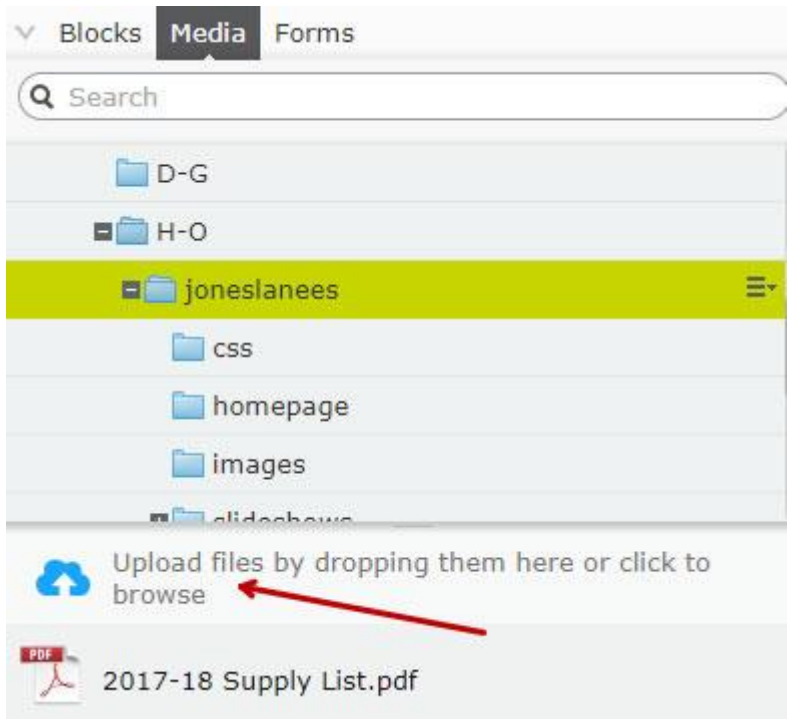 Blocks Media Forms
Search
D-G
H-O
joneslanees
css
homepage
images
slideshows
Upload files by dropping them here or click to
browse
PDF
2017-18 Supply List.pdf